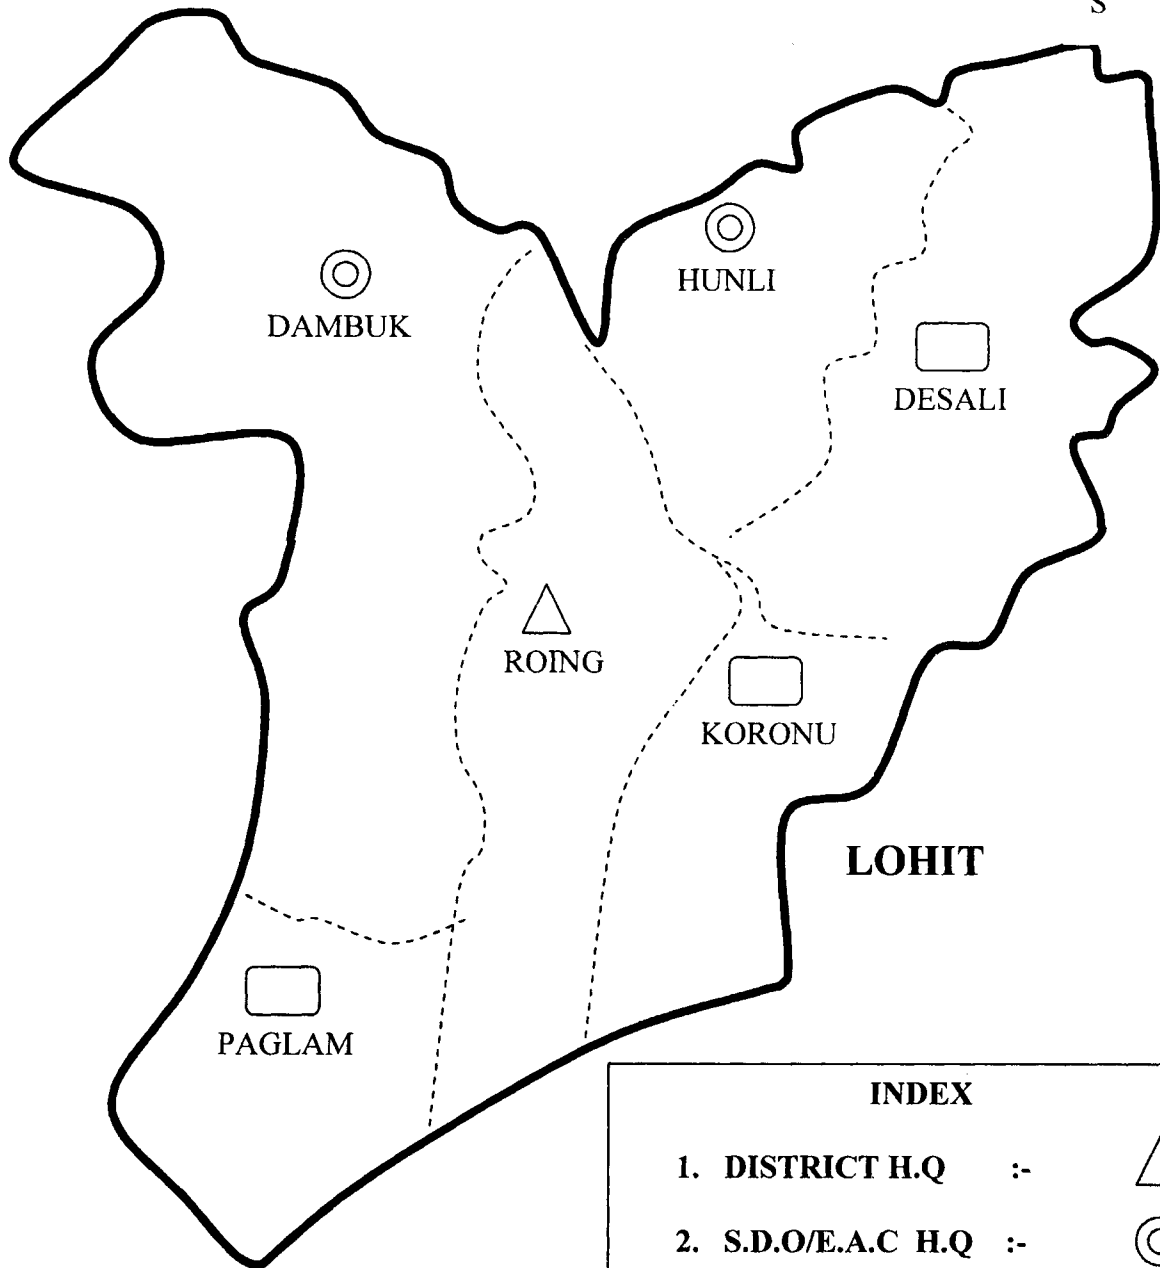 S
HUNLI
DAMBUK
DESALI
ROING
KORONU
LOHIT
PAGLAM
INDEX
1. DISTRICT H.Q :-
2. S.D.O/E.A.C H.Q :-